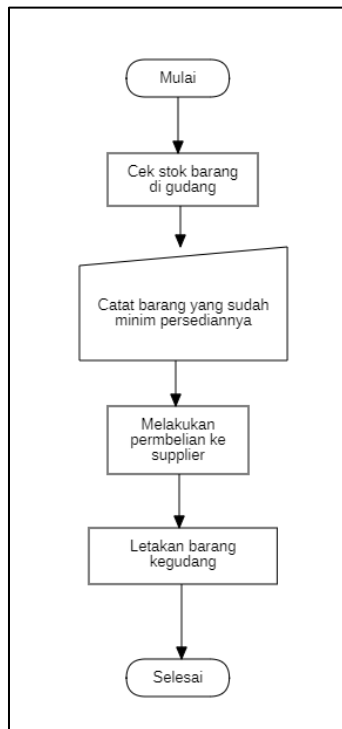 Mulai
Cek stok barang
di gudang
Catat barang yang sudah
minim persediannya
Melakukan
permbelian ke
supplier
Letakan barang
kegudang
Selesai